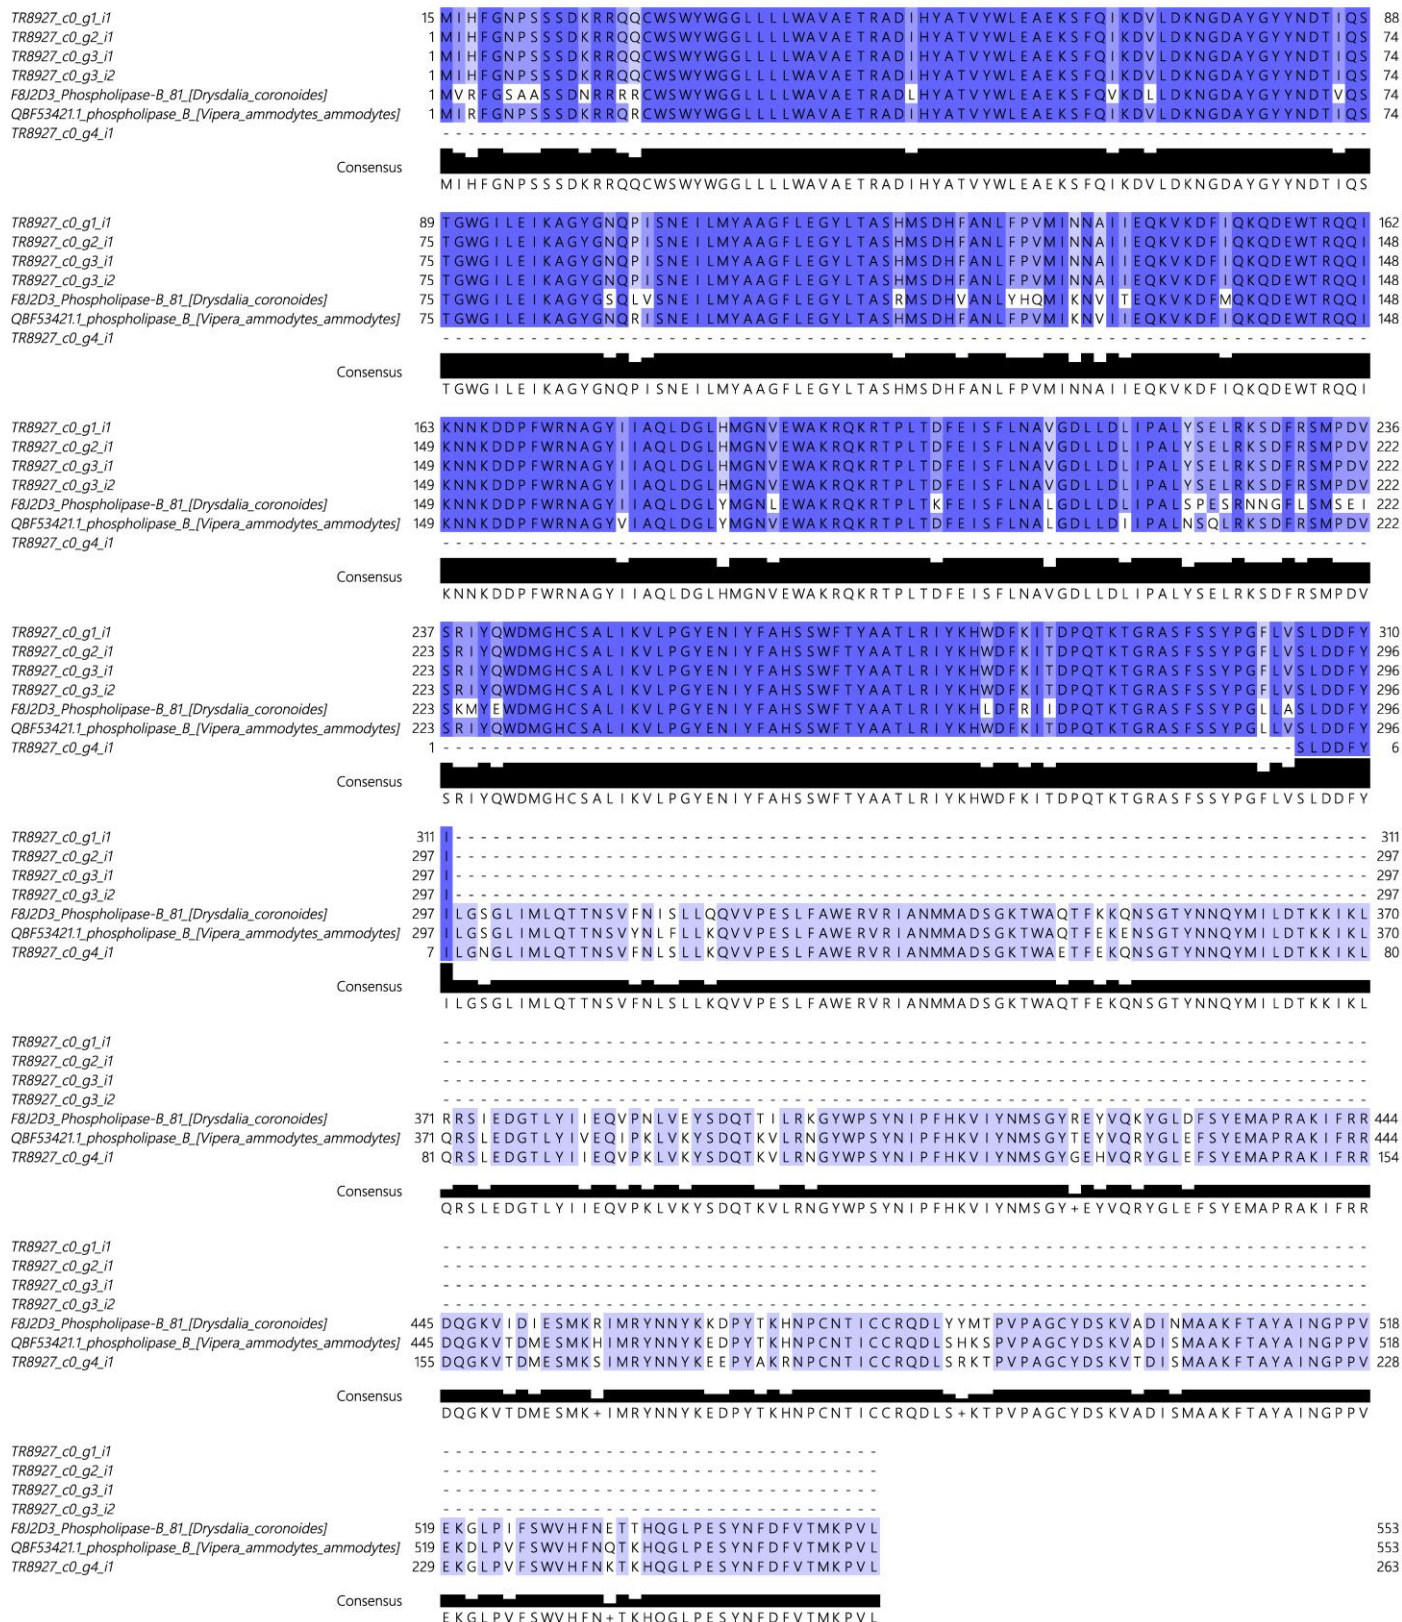 TR8927_c0_g1_i1 15 MIHFGNPSSSDKRRQQCWSWYWGGLLLLWAVAETRADIHYATVYWLEAEKSFQIKDVLDKNGDAYGYYNDTIQS 88
TR8927_c0_g2_i1 1 MIHFGNPSSSDKRRQQCWSWYWGGLLLLWAVAETRADIHYATVYWLEAEKSFQIKDVLDKNGDAYGYYNDTIQS 74
TR8927_c0_g3_i1 1 MIHFGNPSSSDKRRQQCWSWYWGGLLLLWAVAETRADIHYATVYWLEAEKSFQIKDVLDKNGDAYGYYNDTIQS 74
TR8927_c0_g3_i2 1 MIHFGNPSSSDKRRQQCWSWYWGGLLLLWAVAETRADIHYATVYWLEAEKSFQIKDVLDKNGDAYGYYNDTIQS 74
F8J2D3_Phospholipase-B_81_[Drysdalia_coronoides] 1 MVRFGSAASSDNRRRRCWSWYWGGLLLLWAVAETRADLHYATVYWLEAEKSFQVKDLLDKNGDAYGYYNDTVQS 74
QBF53421.1_phospholipase_B_[Vipera_ammodytes_ammodytes] 1 MIRFGNPSSSDKRRQRCWSWYWGGLLLLWAVAETRADIHYATVYWLEAEKSFQIKDVLDKNGDAYGYYNDTIQS 74
TR8927_c0_g4_i1 --------------------------------------------------------------------------
Consensus
MIHFGNPSSSDKRRQQCWSWYWGGLLLLWAVAETRADIHYATVYWLEAEKSFQIKDVLDKNGDAYGYYNDTIQS
TR8927_c0_g1_i1 89 TGWGILEIKAGYGNQPISNEILMYAAGFLEGYLTASHMSDHFANLFPVMINNAIIEQKVKDFIQKQDEWTRQQI 162
TR8927_c0_g2_i1 75 TGWGILEIKAGYGNQPISNEILMYAAGFLEGYLTASHMSDHFANLFPVMINNAIIEQKVKDFIQKQDEWTRQQI 148
TR8927_c0_g3_i1 75 TGWGILEIKAGYGNQPISNEILMYAAGFLEGYLTASHMSDHFANLFPVMINNAIIEQKVKDFIQKQDEWTRQQI 148
TR8927_c0_g3_i2 75 TGWGILEIKAGYGNQPISNEILMYAAGFLEGYLTASHMSDHFANLFPVMINNAIIEQKVKDFIQKQDEWTRQQI 148
F8J2D3_Phospholipase-B_81_[Drysdalia_coronoides] 75 TGWGILEIKAGYGSQLVSNEILMYAAGFLEGYLTASRMSDHVANLYHQMIKNVITEQKVKDFMQKQDEWTRQQI 148
QBF53421.1_phospholipase_B_[Vipera_ammodytes_ammodytes] 75 TGWGILEIKAGYGNQRISNEILMYAAGFLEGYLTASHMSDHFANLFPVMIKNVIIEQKVKDFIQKQDEWTRQQI 148
TR8927_c0_g4_i1 --------------------------------------------------------------------------
Consensus
TGWGILEIKAGYGNQPISNEILMYAAGFLEGYLTASHMSDHFANLFPVMINNAIIEQKVKDFIQKQDEWTRQQI
TR8927_c0_g1_i1 163 KNNKDDPFWRNAGYIIAQLDGLHMGNVEWAKRQKRTPLTDFEISFLNAVGDLLDLIPALYSELRKSDFRSMPDV 236
TR8927_c0_g2_i1 149 KNNKDDPFWRNAGYIIAQLDGLHMGNVEWAKRQKRTPLTDFEISFLNAVGDLLDLIPALYSELRKSDFRSMPDV 222
TR8927_c0_g3_i1 149 KNNKDDPFWRNAGYIIAQLDGLHMGNVEWAKRQKRTPLTDFEISFLNAVGDLLDLIPALYSELRKSDFRSMPDV 222
TR8927_c0_g3_i2 149 KNNKDDPFWRNAGYIIAQLDGLHMGNVEWAKRQKRTPLTDFEISFLNAVGDLLDLIPALYSELRKSDFRSMPDV 222
F8J2D3_Phospholipase-B_81_[Drysdalia_coronoides] 149 KNNKDDPFWRNAGYIIAQLDGLYMGNLEWAKRQKRTPLTKFEISFLNALGDLLDLIPALSPESRNNGFLSMSEI 222
QBF53421.1_phospholipase_B_[Vipera_ammodytes_ammodytes] 149 KNNKDDPFWRNAGYVIAQLDGLYMGNVEWAKRQKRTPLTDFEISFLNALGDLLDIIPALNSQLRKSDFRSMPDV 222
TR8927_c0_g4_i1 --------------------------------------------------------------------------
Consensus
KNNKDDPFWRNAGYIIAQLDGLHMGNVEWAKRQKRTPLTDFEISFLNAVGDLLDLIPALYSELRKSDFRSMPDV
TR8927_c0_g1_i1 237 SRIYQWDMGHCSALIKVLPGYENIYFAHSSWFTYAATLRIYKHWDFKITDPQTKTGRASFSSYPGFLVSLDDFY 310
TR8927_c0_g2_i1 223 SRIYQWDMGHCSALIKVLPGYENIYFAHSSWFTYAATLRIYKHWDFKITDPQTKTGRASFSSYPGFLVSLDDFY 296
TR8927_c0_g3_i1 223 SRIYQWDMGHCSALIKVLPGYENIYFAHSSWFTYAATLRIYKHWDFKITDPQTKTGRASFSSYPGFLVSLDDFY 296
TR8927_c0_g3_i2 223 SRIYQWDMGHCSALIKVLPGYENIYFAHSSWFTYAATLRIYKHWDFKITDPQTKTGRASFSSYPGFLVSLDDFY 296
F8J2D3_Phospholipase-B_81_[Drysdalia_coronoides] 223 SKMYEWDMGHCSALIKVLPGYENIYFAHSSWFTYAATLRIYKHLDFRIIDPQTKTGRASFSSYPGLLASLDDFY 296
QBF53421.1_phospholipase_B_[Vipera_ammodytes_ammodytes] 223 SRIYQWDMGHCSALIKVLPGYENIYFAHSSWFTYAATLRIYKHWDFKITDPQTKTGRASFSSYPGLLVSLDDFY 296
TR8927_c0_g4_i1 1 --------------------------------------------------------------------SLDDFY 6
Consensus
SRIYQWDMGHCSALIKVLPGYENIYFAHSSWFTYAATLRIYKHWDFKITDPQTKTGRASFSSYPGFLVSLDDFY
TR8927_c0_g1_i1 311 I------------------------------------------------------------------------- 311
TR8927_c0_g2_i1 297 I------------------------------------------------------------------------- 297
TR8927_c0_g3_i1 297 I------------------------------------------------------------------------- 297
TR8927_c0_g3_i2 297 I------------------------------------------------------------------------- 297
F8J2D3_Phospholipase-B_81_[Drysdalia_coronoides] 297 ILGSGLIMLQTTNSVFNISLLQQVVPESLFAWERVRIANMMADSGKTWAQTFKKQNSGTYNNQYMILDTKKIKL 370
QBF53421.1_phospholipase_B_[Vipera_ammodytes_ammodytes] 297 ILGSGLIMLQTTNSVYNLFLLKQVVPESLFAWERVRIANMMADSGKTWAQTFEKENSGTYNNQYMILDTKKIKL 370
TR8927_c0_g4_i1 7 ILGNGLIMLQTTNSVFNLSLLKQVVPESLFAWERVRIANMMADSGKTWAETFEKQNSGTYNNQYMILDTKKIKL 80
Consensus
ILGSGLIMLQTTNSVFNLSLLKQVVPESLFAWERVRIANMMADSGKTWAQTFEKQNSGTYNNQYMILDTKKIKL
TR8927_c0_g1_i1 --------------------------------------------------------------------------
TR8927_c0_g2_i1 --------------------------------------------------------------------------
TR8927_c0_g3_i1 --------------------------------------------------------------------------
TR8927_c0_g3_i2 --------------------------------------------------------------------------
F8J2D3_Phospholipase-B_81_[Drysdalia_coronoides] 371 RRSIEDGTLYIIEQVPNLVEYSDQTTILRKGYWPSYNIPFHKVIYNMSGYREYVQKYGLDFSYEMAPRAKIFRR 444
QBF53421.1_phospholipase_B_[Vipera_ammodytes_ammodytes] 371 QRSLEDGTLYIVEQIPKLVKYSDQTKVLRNGYWPSYNIPFHKVIYNMSGYTEYVQRYGLEFSYEMAPRAKIFRR 444
TR8927_c0_g4_i1 81 QRSLEDGTLYIIEQVPKLVKYSDQTKVLRNGYWPSYNIPFHKVIYNMSGYGEHVQRYGLEFSYEMAPRAKIFRR 154
Consensus
QRSLEDGTLYIIEQVPKLVKYSDQTKVLRNGYWPSYNIPFHKVIYNMSGY+EYVQRYGLEFSYEMAPRAKIFRR
TR8927_c0_g1_i1 --------------------------------------------------------------------------
TR8927_c0_g2_i1 --------------------------------------------------------------------------
TR8927_c0_g3_i1 --------------------------------------------------------------------------
TR8927_c0_g3_i2 --------------------------------------------------------------------------
F8J2D3_Phospholipase-B_81_[Drysdalia_coronoides] 445 DQGKVIDIESMKRIMRYNNYKKDPYTKHNPCNTICCRQDLYYMTPVPAGCYDSKVADINMAAKFTAYAINGPPV 518
QBF53421.1_phospholipase_B_[Vipera_ammodytes_ammodytes] 445 DQGKVTDMESMKHIMRYNNYKEDPYTKHNPCNTICCRQDLSHKSPVPAGCYDSKVADISMAAKFTAYAINGPPV 518
TR8927_c0_g4_i1 155 DQGKVTDMESMKSIMRYNNYKEEPYAKRNPCNTICCRQDLSRKTPVPAGCYDSKVTDISMAAKFTAYAINGPPV 228
Consensus
DQGKVTDMESMK+IMRYNNYKEDPYTKHNPCNTICCRQDLS+KTPVPAGCYDSKVADISMAAKFTAYAINGPPV
TR8927_c0_g1_i1 -----------------------------------
TR8927_c0_g2_i1 -----------------------------------
TR8927_c0_g3_i1 -----------------------------------
TR8927_c0_g3_i2 -----------------------------------
F8J2D3_Phospholipase-B_81_[Drysdalia_coronoides] 519 EKGLPIFSWVHFNETTHQGLPESYNFDFVTMKPVL 553
QBF53421.1_phospholipase_B_[Vipera_ammodytes_ammodytes] 519 EKDLPVFSWVHFNQTKHQGLPESYNFDFVTMKPVL 553
TR8927_c0_g4_i1 229 EKGLPVFSWVHFNKTKHQGLPESYNFDFVTMKPVL 263
Consensus
EKGLPVFSWVHFN+TKHQGLPESYNFDFVTMKPVL